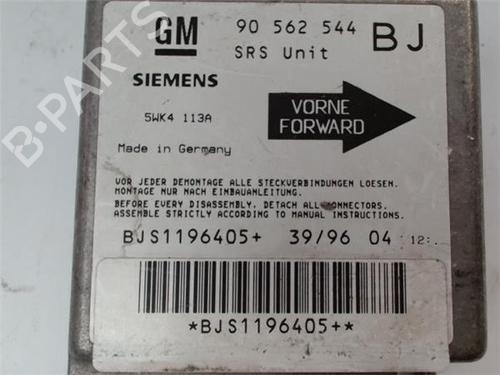 GM 90 562 544 BJ
SRS Unit
SIEMENS
5WK4 113A
VORNE
FORWARD
Made in Germany
VOR JEDER DEMONTAGE ALLE STECKVERBINDUNGEN LOESEN.
MONTAGE NUR NACH EINBAUANLEITUNG.
BEFORE EVERY DISASSEMBLY, DETACH ALL CONNECTORS.
ASSEMBLE STRICTLY ACCORDING TO MANUAL INSTRUCTIONS.
BJS1196405+ 39/96 04 12:
*BJS1196405+*